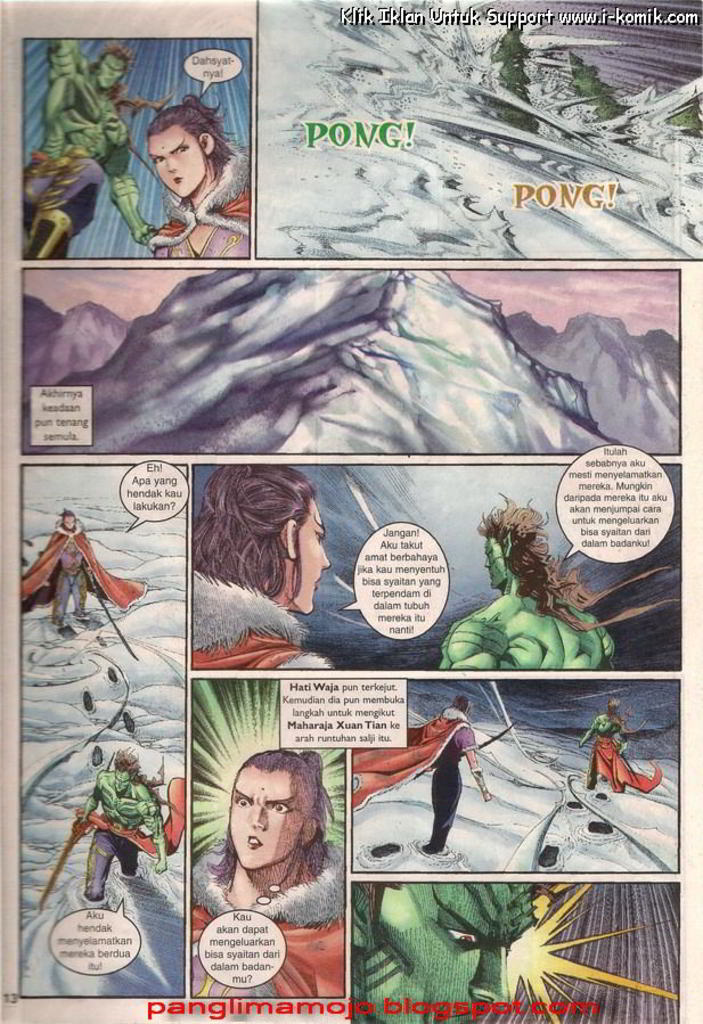 Klik Iklan Untuk Support www.i-komik.com
Dahsyat-
nya!
PONG!
PONG!
Akhirnya
keadaan
pun tenang
semula.
Eh!
Apa yang
hendak kau
lakukan?
Aku
hendak
menyelamatkan
mereka berdua
itu!
Jangan!
Aku takut
amat berbahaya
jika kau menyentuh
bisa syaitan yang
terpendam di
dalam tubuh
mereka itu
nanti!
Itulah
sebabnya aku
mesti menyelamatkan
mereka. Mungkin
daripada mereka itu aku
akan menjumpai cara
untuk mengeluarkan
bisa syaitan dari
dalam badanku!
Hati Waja pun terkejut.
Kemudian dia pun membuka
langkah untuk mengikut
Maharaja Xuan Tian ke
arah runtuhan salji itu.
Kau
akan dapat
mengeluarkan
bisa syaitan dari
dalam badan-
mu?
13
panglimamojo.blogspot.com